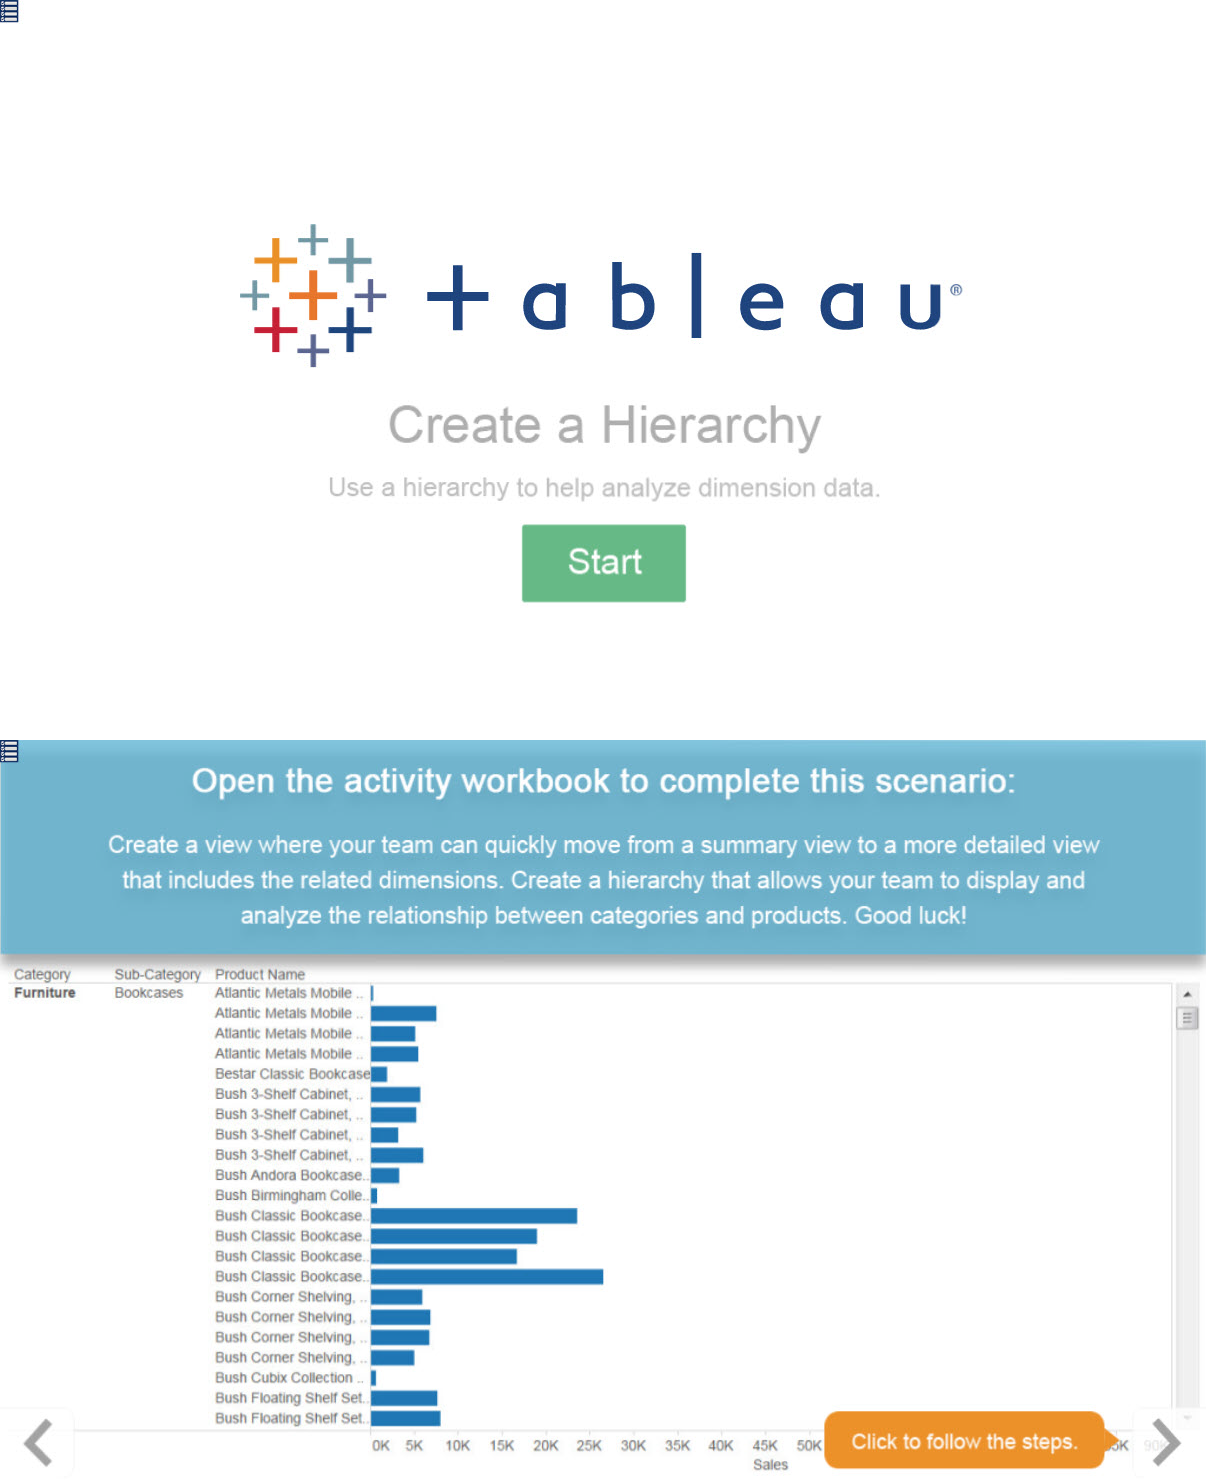 tableau®
Create a Hierarchy
Use a hierarchy to help analyze dimension data.
Start
Open the activity workbook to complete this scenario:
Create a view where your team can quickly move from a summary view to a more detailed view
that includes the related dimensions. Create a hierarchy that allows your team to display and
analyze the relationship between categories and products. Good luck!
Category Sub-Category Product Name
Furniture Bookcases Atlantic Metals Mobile ..
Atlantic Metals Mobile ..
Atlantic Metals Mobile ..
Atlantic Metals Mobile ..
Bestar Classic Bookcase
Bush 3-Shelf Cabinet, ..
Bush 3-Shelf Cabinet, ..
Bush 3-Shelf Cabinet, ..
Bush 3-Shelf Cabinet, ..
Bush Andora Bookcase..
Bush Birmingham Colle..
Bush Classic Bookcase..
Bush Classic Bookcase..
Bush Classic Bookcase..
Bush Classic Bookcase..
Bush Corner Shelving, ..
Bush Corner Shelving, ..
Bush Corner Shelving, ..
Bush Corner Shelving, ..
Bush Cubix Collection ..
Bush Floating Shelf Set..
Bush Floating Shelf Set..
0K 5K 10K 15K 20K 25K 30K 35K 40K 45K 50K
Sales
Click to follow the steps.